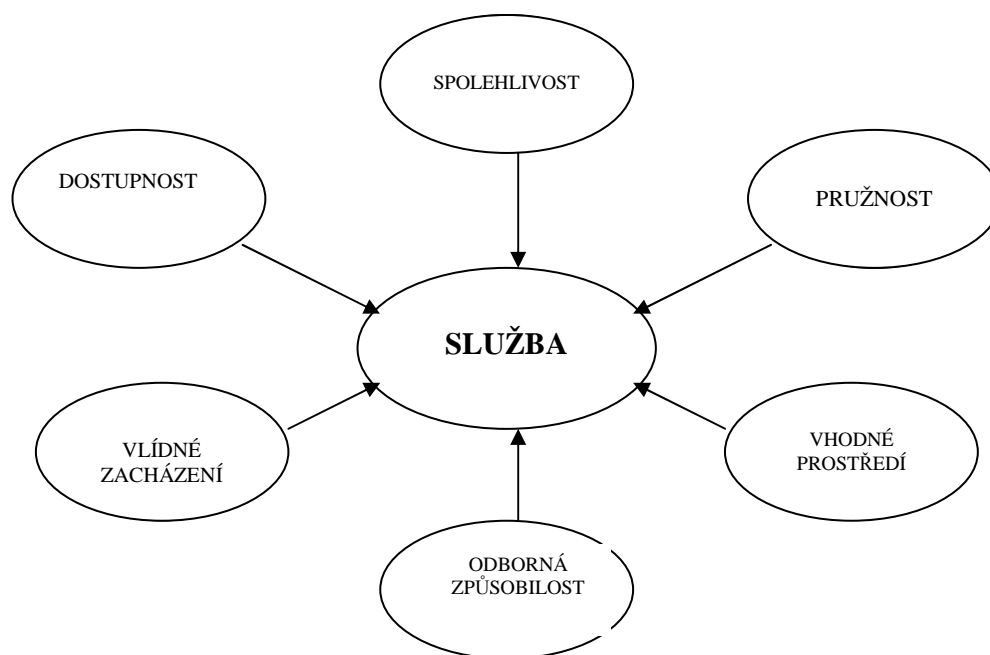 SPOLEHLIVOST
DOSTUPNOST
PRUŽNOST
SLUŽBA
VLÍDNÉ
ZACHÁZENÍ
VHODNÉ
PROSTŘEDÍ
ODBORNÁ
ZPŮSOBILOST